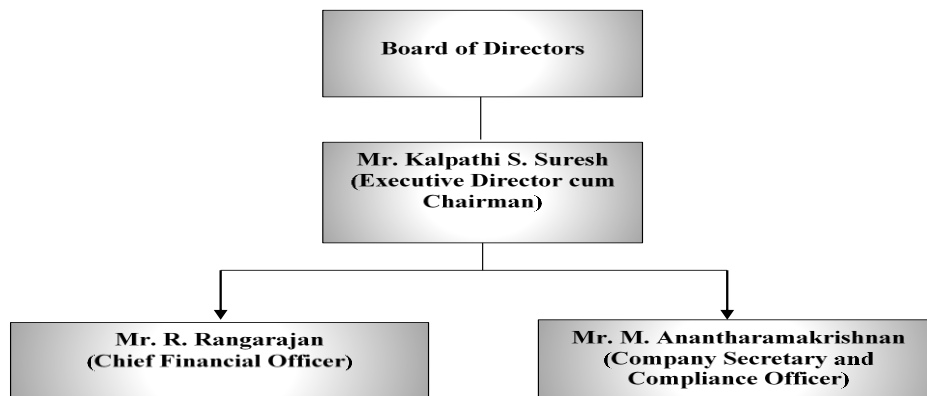 Board of Directors
Mr. Kalpathi S. Suresh
(Executive Director cum
Chairman)
Mr. R. Rangarajan
(Chief Financial Officer)
Mr. M. Anantharamakrishnan
(Company Secretary and
Compliance Officer)